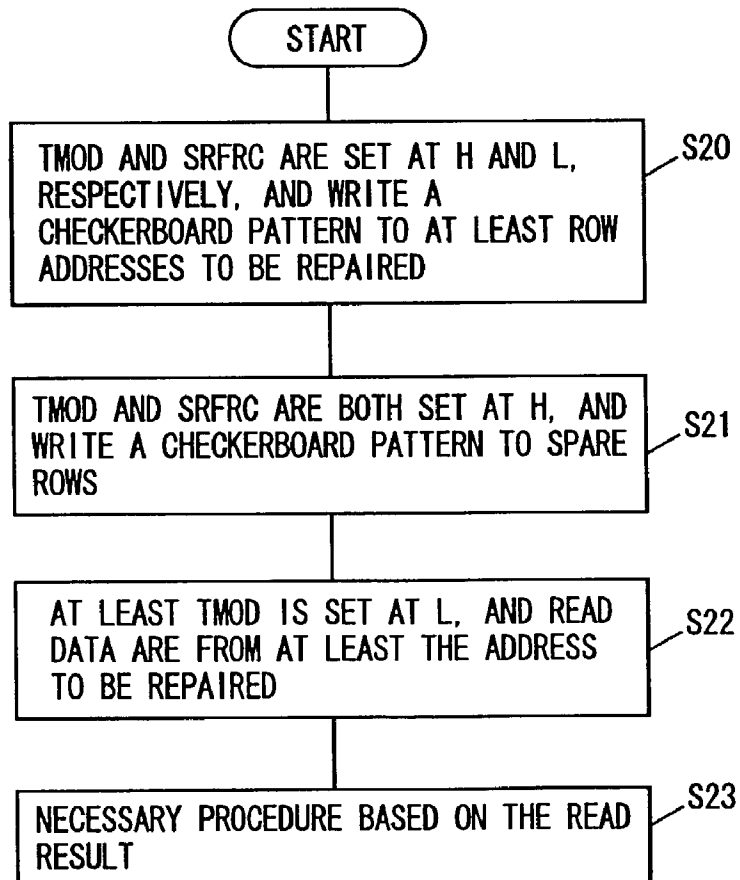 START
TMOD AND SRFRC ARE SET AT H AND L,
RESPECTIVELY, AND WRITE A
CHECKERBOARD PATTERN TO AT LEAST ROW
ADDRESSES TO BE REPAIRED
S20
TMOD AND SRFRC ARE BOTH SET AT H, AND
WRITE A CHECKERBOARD PATTERN TO SPARE
ROWS
S21
AT LEAST TMOD IS SET AT L, AND READ
DATA ARE FROM AT LEAST THE ADDRESS
TO BE REPAIRED
S22
NECESSARY PROCEDURE BASED ON THE READ
RESULT
S23